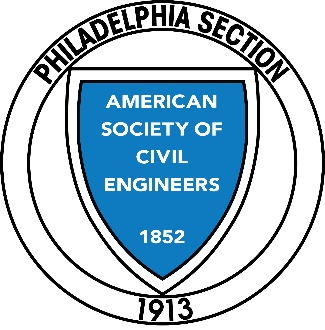 PHILADELPHIA SECTION
AMERICAN
SOCIETY OF
CIVIL
ENGINEERS
1852
1913